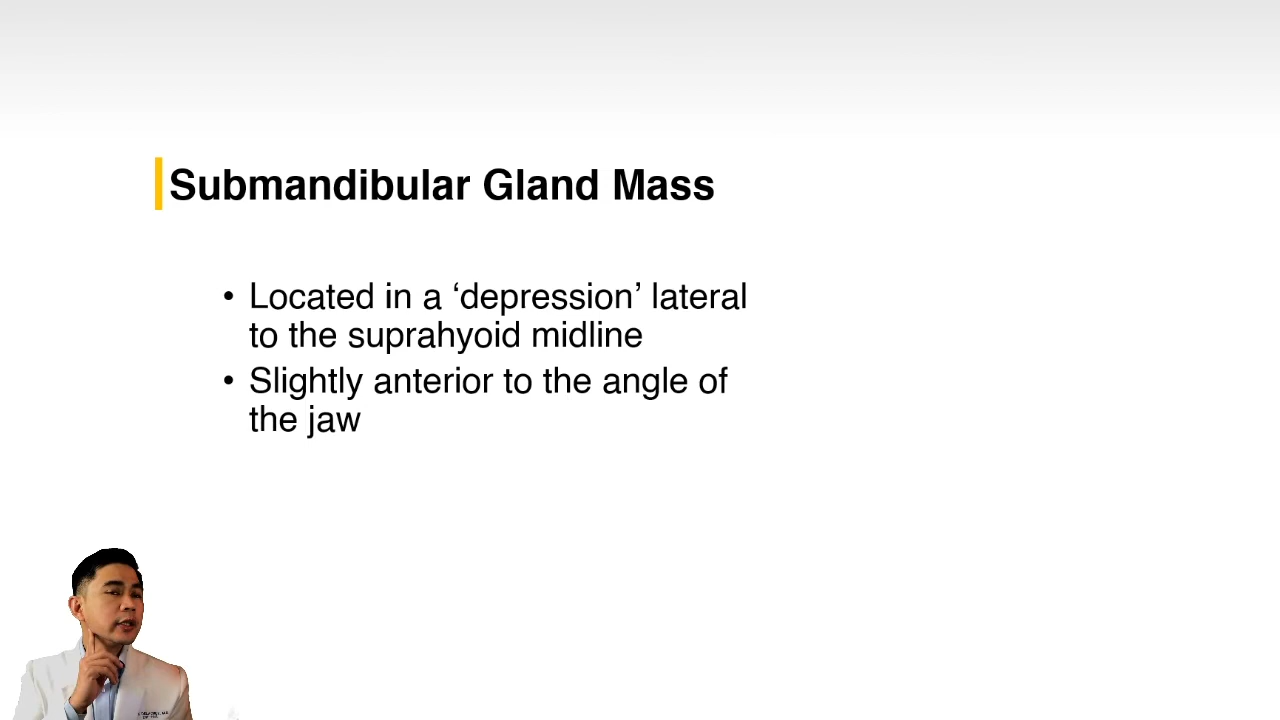 Submandibular Gland Mass
• Located in a ‘depression’ lateral
to the suprahyoid midline
• Slightly anterior to the angle of
the jaw